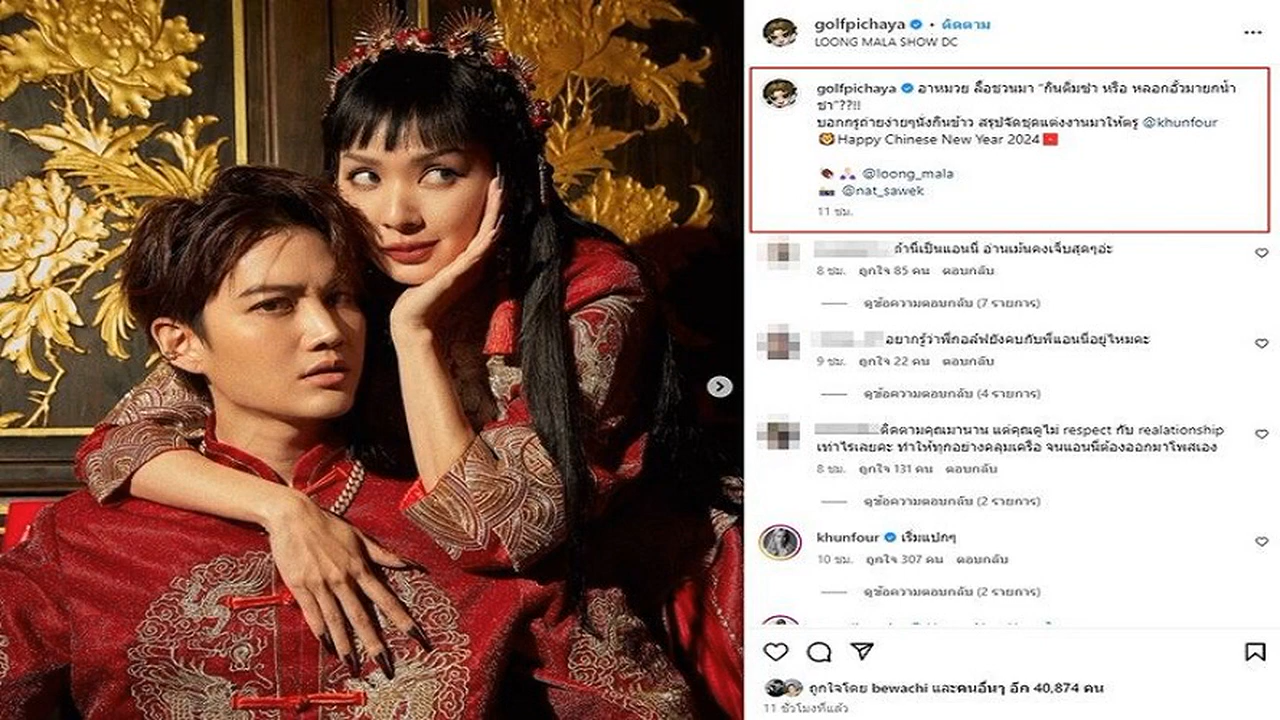 golfpichaya • ติดตาม
LOONG MALA SHOW DC
golfpichaya อาหมวย ลื้อชวนมา "กินติ่มซำ หรือ หลอกอั้วมายกน้ำ
ชา"??!!
บอกกรูถ่ายง่ายๆนั่งกินข้าว สรุปจัดชุดแต่งงานมาให้ตรู @khunfour
Happy Chinese New Year 2024
@loong_mala
@nat_sawek
11 ชม.
ถ้านี่เป็นแอนนี่ อ่านเม้นคงเจ็บสุดๆอ่ะ
8 ชม. ถูกใจ 85 คน ตอบกลับ
ดูข้อความตอบกลับ (7 รายการ)
อยากรู้ว่าพี่กอล์ฟยังคบกับพี่แอนนี่อยู่ไหมคะ
9 ชม. ถูกใจ 22 คน ตอบกลับ
ดูข้อความตอบกลับ (4 รายการ)
ติดตามคุณมานาน แต่คุณดูไม่ respect กับ realationship
เท่าไรเลยคะ ทำให้ทุกอย่างคลุมเครือ จนแอนนี่ต้องออกมาโพสเอง
8 ชม. ถูกใจ 131 คน ตอบกลับ
ดูข้อความตอบกลับ (2 รายการ)
khunfour เริ่มแปกๆ
10 ชม. ถูกใจ 307 คน ตอบกลับ
ดูข้อความตอบกลับ (2 รายการ)
ถูกใจโดย bewachi และคนอื่นๆ อีก 40,874 คน
11 ชั่วโมงที่แล้ว